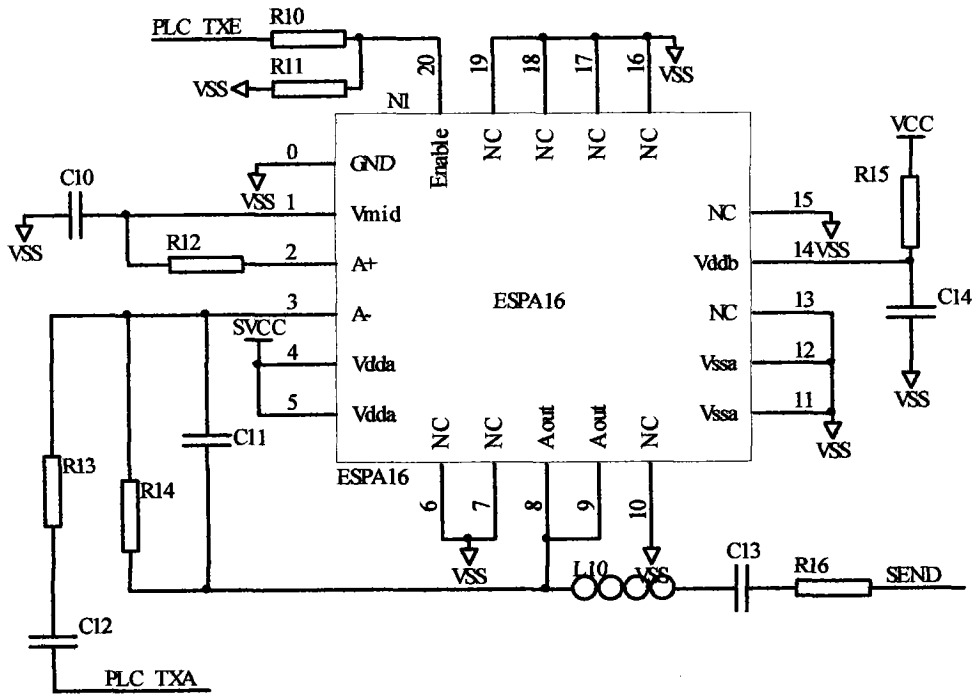 PLC TXE
R10
R11
VSS
N1
20
19
18
17
16
VSS
Enable
NC
NC
NC
NC
0
GND
VSS
C10
VSS
1
Vmid
R12
2
A+
3
A-
SVCC
4
Vdda
5
Vdda
ESPA16
NC
15
VSS
Vddb
14
NC
13
Vssa
12
Vssa
11
VSS
VCC
R15
C14
VSS
NC
NC
Aout
Aout
NC
ESPA16
6
7
8
9
10
VSS
VSS
R13
R14
C11
C12
PLC TXA
L10
C13
R16
SEND